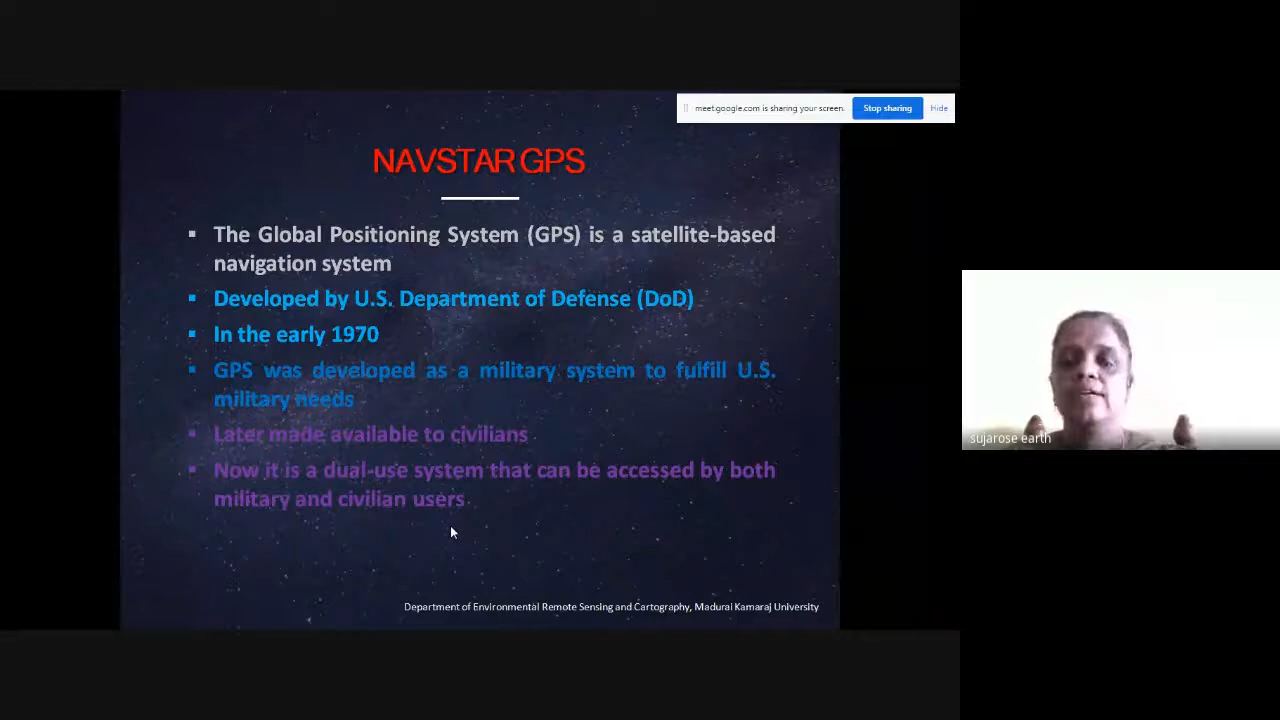 meet.google.com is sharing your screen.
Stop sharing
Hide
NAVSTAR GPS
▪ The Global Positioning System (GPS) is a satellite-based
navigation system
▪ Developed by U.S. Department of Defense (DoD)
▪ In the early 1970
▪ GPS was developed as a military system to fulfill U.S.
military needs
▪ Later made available to civilians
▪ Now it is a dual-use system that can be accessed by both
military and civilian users
sujarose earth
Department of Environmental Remote Sensing and Cartography, Madurai Kamaraj University